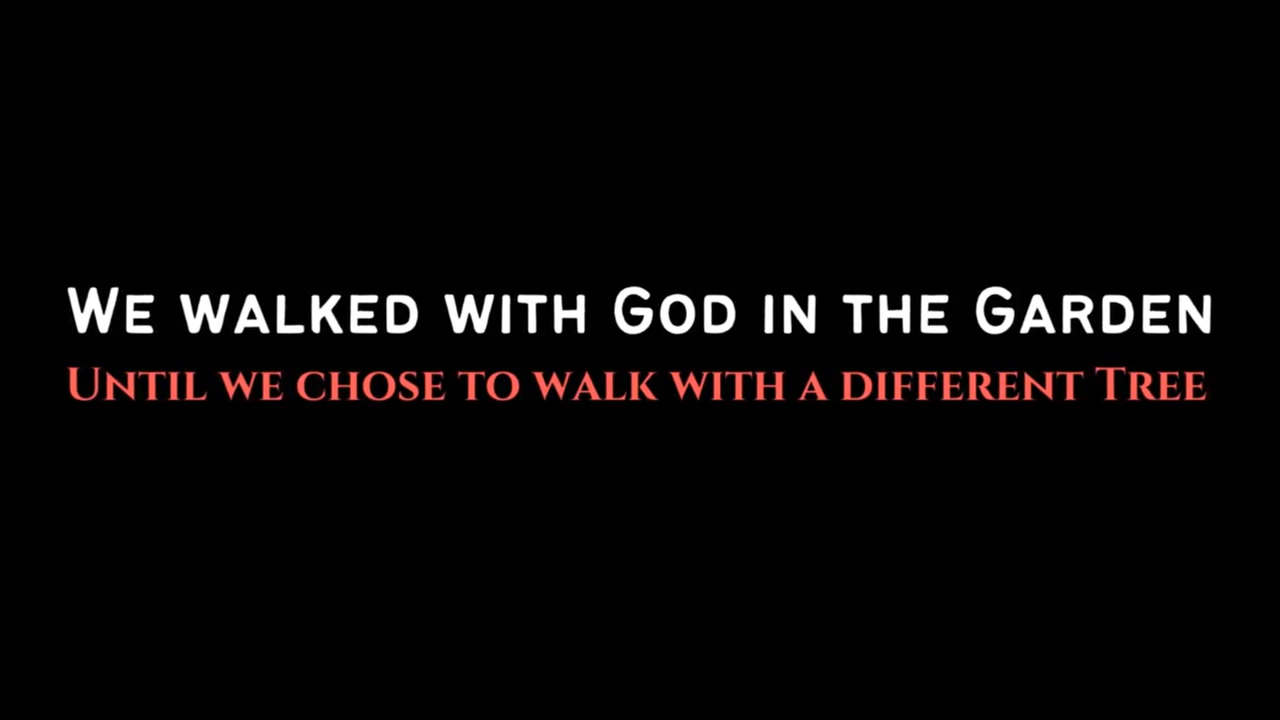 We walked with God in the Garden
Until we chose to walk with a different Tree